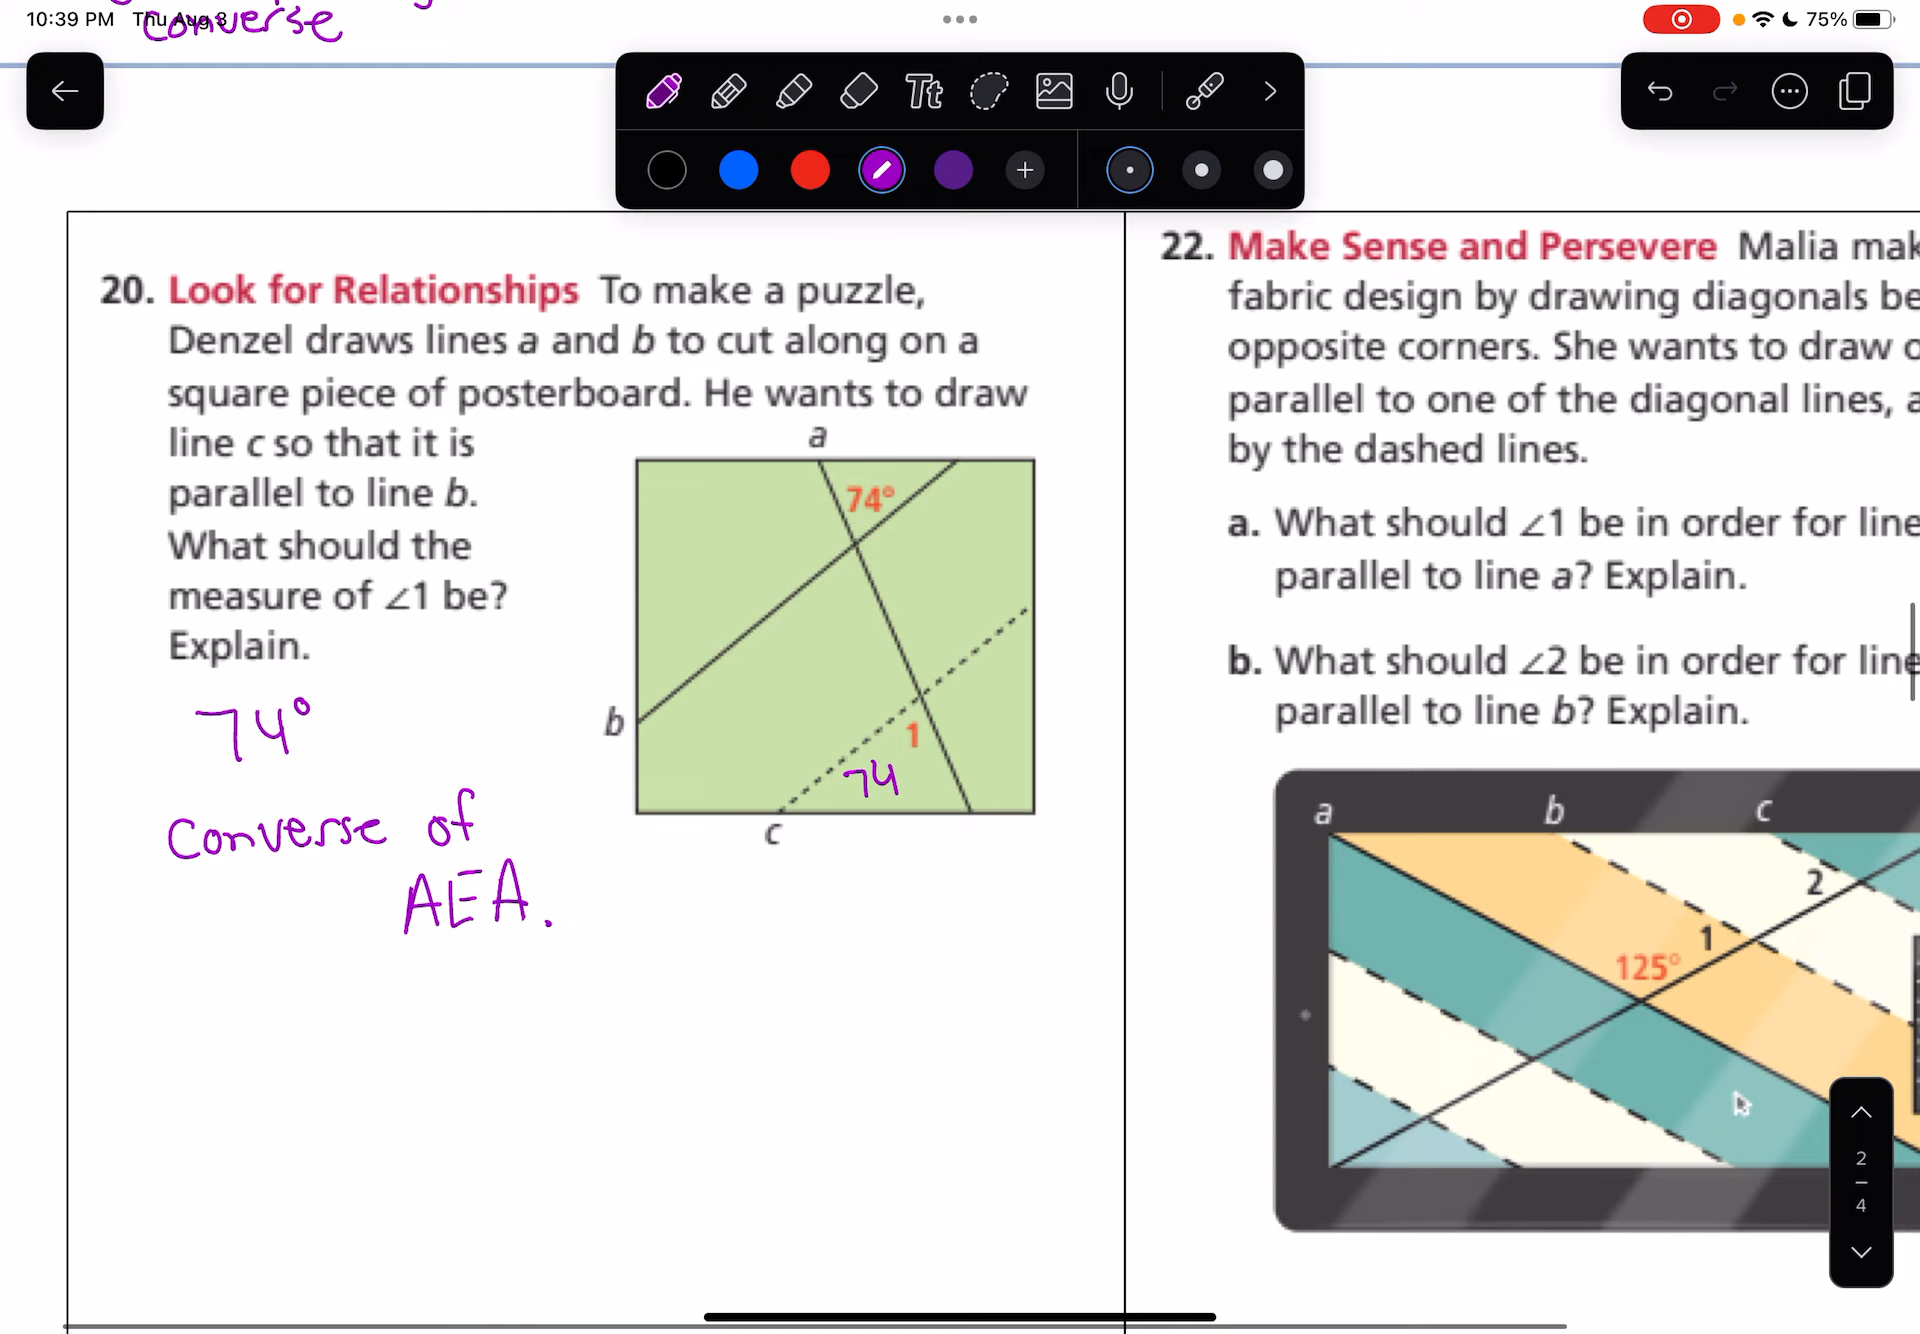 10:39 PM Thu Aug 3
75%
converse
Tt
20. Look for Relationships To make a puzzle,
Denzel draws lines a and b to cut along on a
square piece of posterboard. He wants to draw
line c so that it is
parallel to line b.
What should the
measure of ∠1 be?
Explain.
74°
Converse of
AEA.
a
74°
b
1
74
c
22. Make Sense and Persevere Malia mak
fabric design by drawing diagonals be
opposite corners. She wants to draw o
parallel to one of the diagonal lines, a
by the dashed lines.
a. What should ∠1 be in order for line
parallel to line a? Explain.
b. What should ∠2 be in order for line
parallel to line b? Explain.
a b c
2
1
125°
2
4